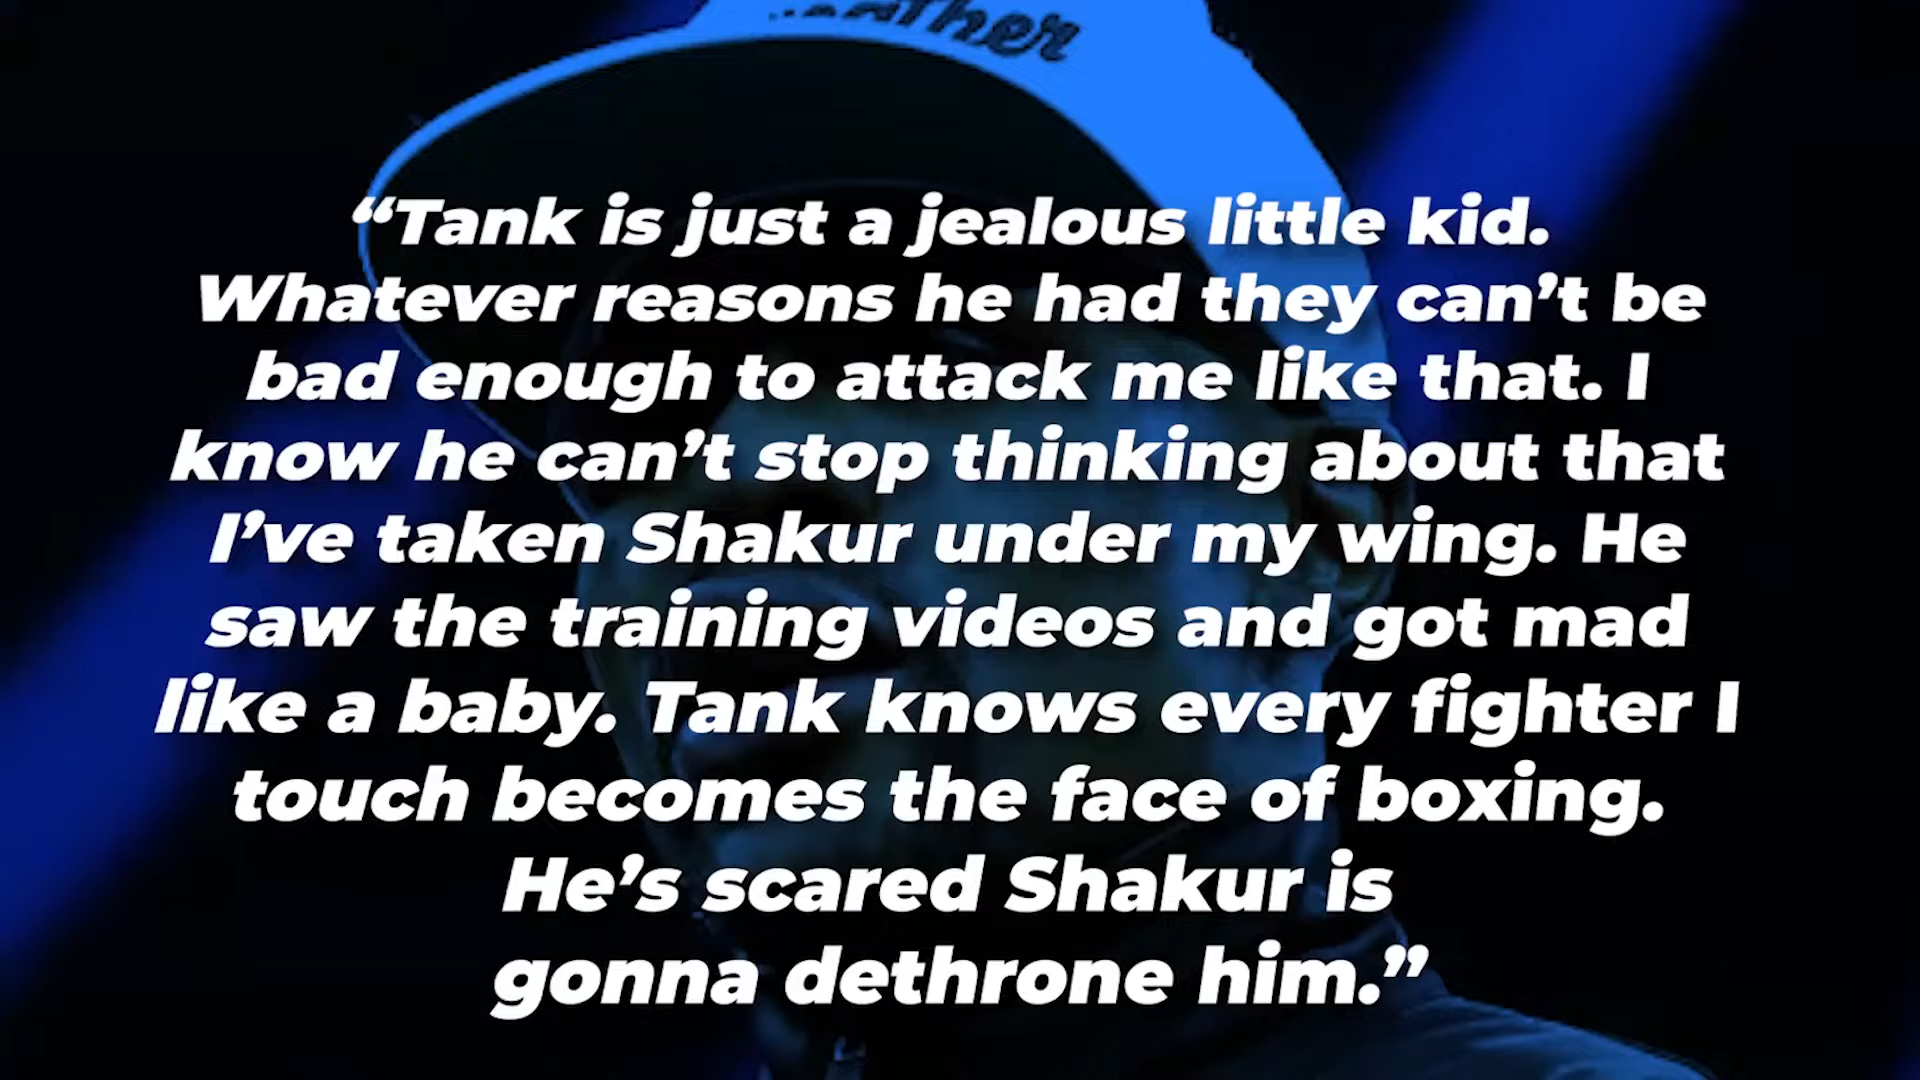 “Tank is just a jealous little kid.
Whatever reasons he had they can’t be
bad enough to attack me like that. I
know he can’t stop thinking about that
I’ve taken Shakur under my wing. He
saw the training videos and got mad
like a baby. Tank knows every fighter I
touch becomes the face of boxing.
He’s scared Shakur is
gonna dethrone him.”